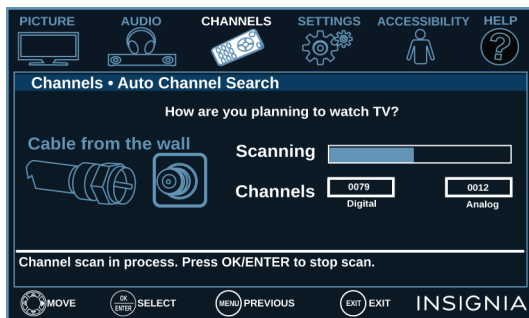 PICTURE AUDIO CHANNELS SETTINGS ACCESSIBILITY HELP
Channels • Auto Channel Search
How are you planning to watch TV?
Cable from the wall
Scanning
Channels 0079 0012
Digital Analog
Channel scan in process. Press OK/ENTER to stop scan.
MOVE OK ENTER SELECT MENU PREVIOUS EXIT EXIT INSIGNIA